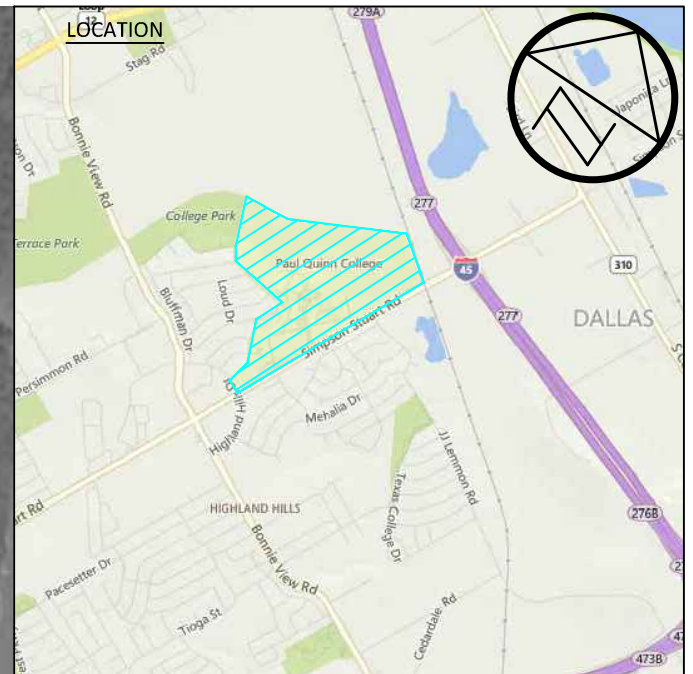 LOCATION
Loop
12
279A
Stag Rd
Japonica Ln
Simpson S
Bonnie View Rd
College Park
277
Terrace Park
Paul Quinn College
45
310
Loud Dr
Bluffman Dr
277
DALLAS
Simpson Stuart Rd
Persimmon Rd
Highland Hills Dr
Mehalia Dr
JJ Lemmon Rd
Texas College Dr
art Rd
HIGHLAND HILLS
276B
Bonnie View Rd
Pacesetter Dr
Tioga St
Cedardale Rd
473B